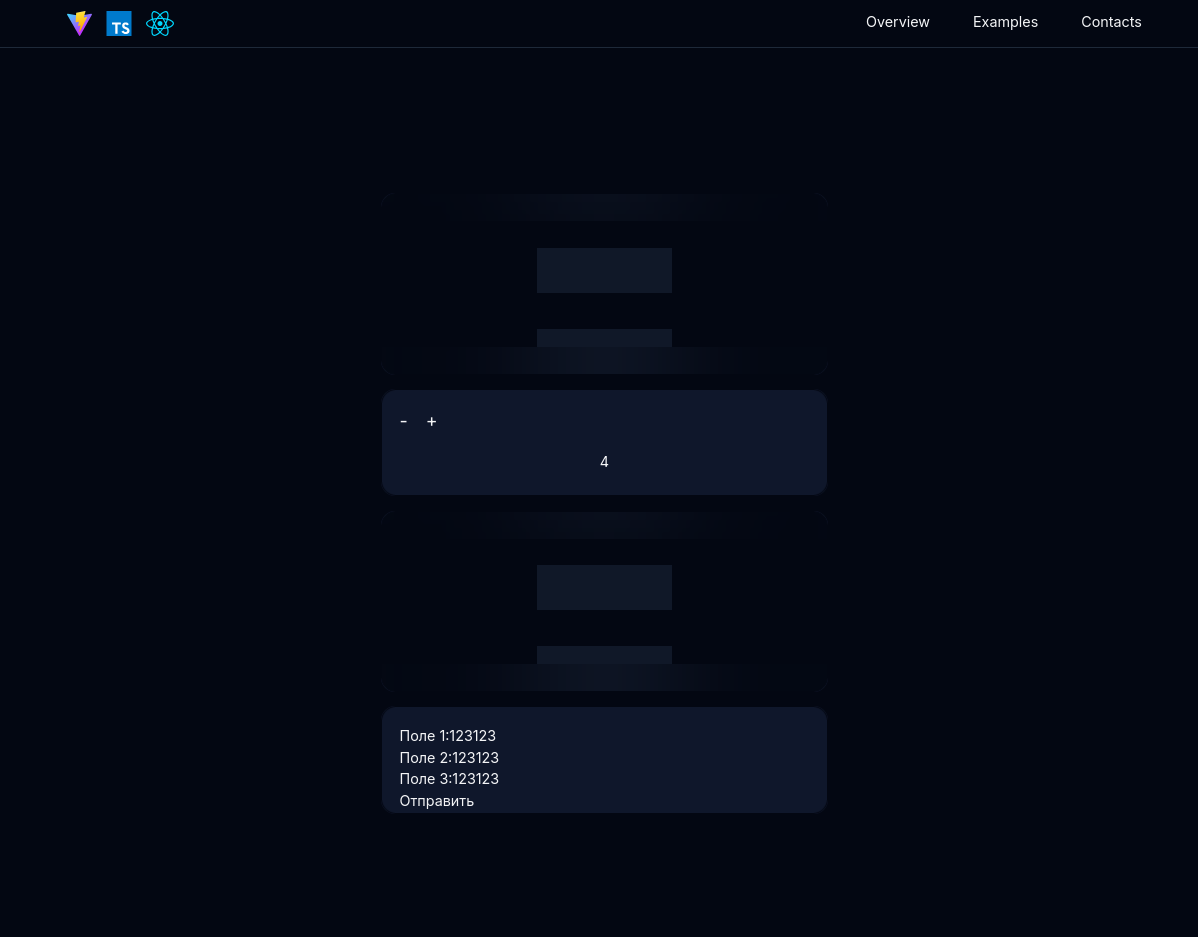 TS
Overview Examples Contacts
- +
4
Поле 1:123123
Поле 2:123123
Поле 3:123123
Отправить